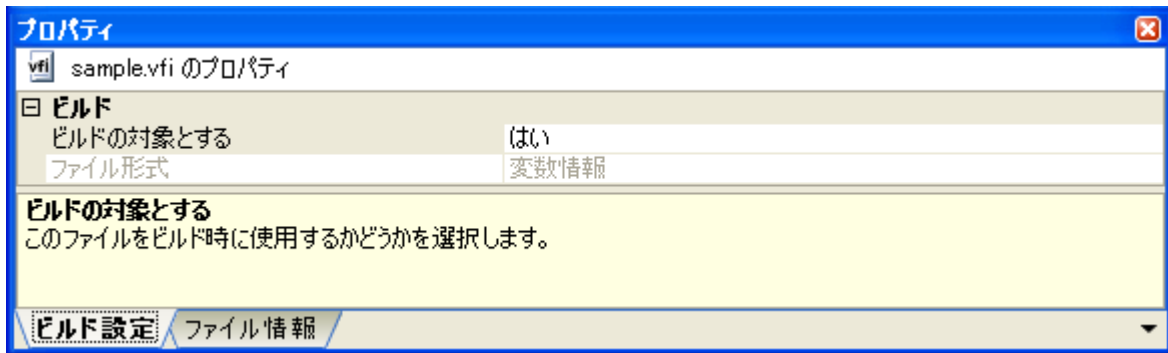 プロパティ
vfi sample.vfi のプロパティ
ビルド
ビルドの対象とする はい
ファイル形式 変数情報
ビルドの対象とする
このファイルをビルド時に使用するかどうかを選択します。
ビルド設定 ファイル情報